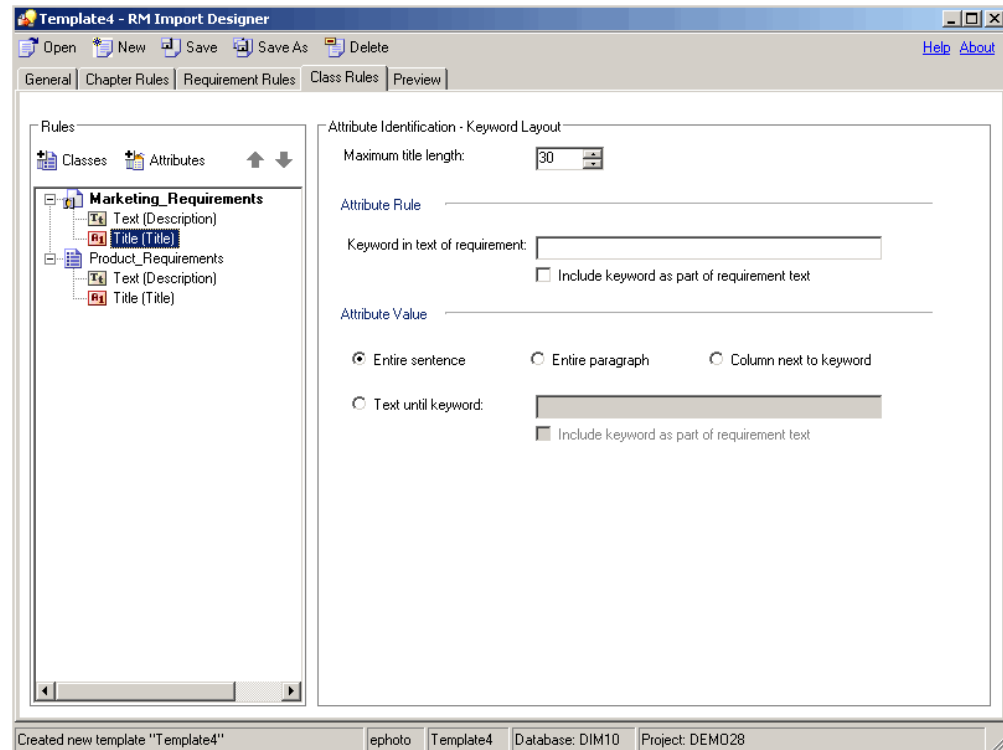 Template4 - RM Import Designer
Open New Save Save As Delete Help About
General Chapter Rules Requirement Rules Class Rules Preview
Rules
Classes Attributes
Marketing_Requirements
Text (Description)
Title (Title)
Product_Requirements
Text (Description)
Title (Title)
Attribute Identification - Keyword Layout
Maximum title length: 30
Attribute Rule
Keyword in text of requirement:
Include keyword as part of requirement text
Attribute Value
Entire sentence Entire paragraph Column next to keyword
Text until keyword:
Include keyword as part of requirement text
Created new template "Template4" ephoto Template4 Database: DIM10 Project: DEMO28